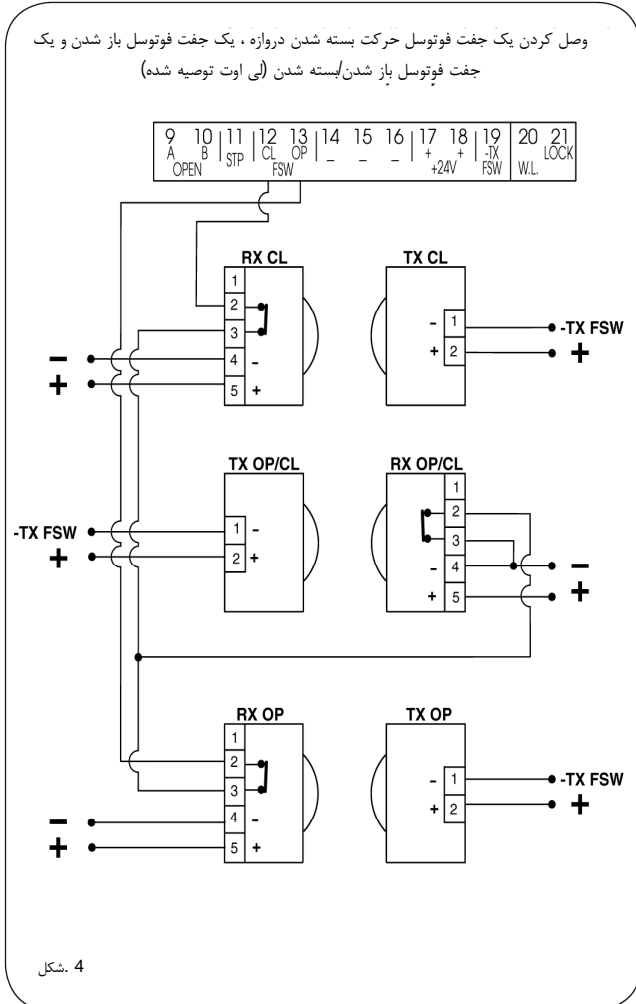 وصل کردن یک جفت فوتوسل حرکت بسته شدن دروازه ، یک جفت فوتوسل باز شدن و یک
جفت فوتوسل باز شدن/بسته شدن (لی اوت توصیه شده)
9 10 11 12 13 14 15 16 17 18 19 20 21
A B STP CL OP – – – + + -TX W.L. LOCK
OPEN FSW +24V FSW
RX CL TX CL
1
2
3
4 -
5 +
−
+
- 1
+ 2
-TX FSW
+
TX OP/CL RX OP/CL
-TX FSW
+
1 -
2 +
1
2
3
- 4
+ 5
−
+
RX OP TX OP
1
2
3
4 -
5 +
−
+
- 1
+ 2
-TX FSW
+
4 .شکل